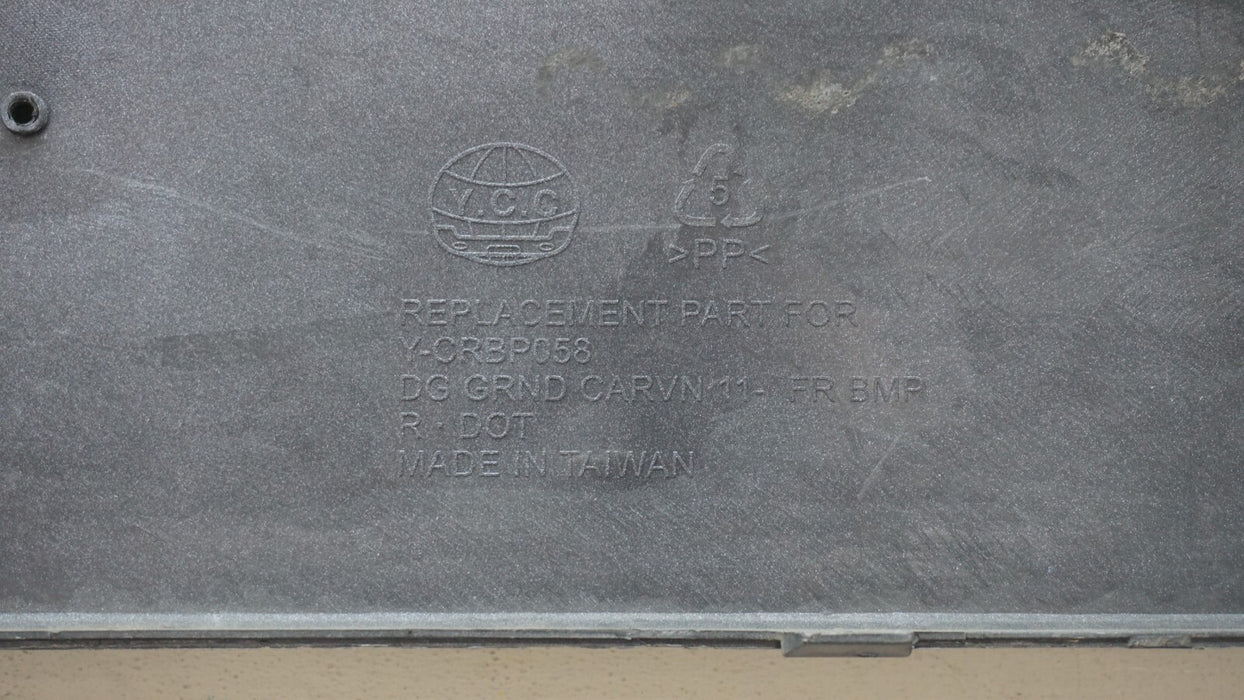 Y.C.C
5
>PP<
REPLACEMENT PART FOR
Y-CRBP058
DG GRND CARVN 11- FR BMP
R · DOT
MADE IN TAIWAN